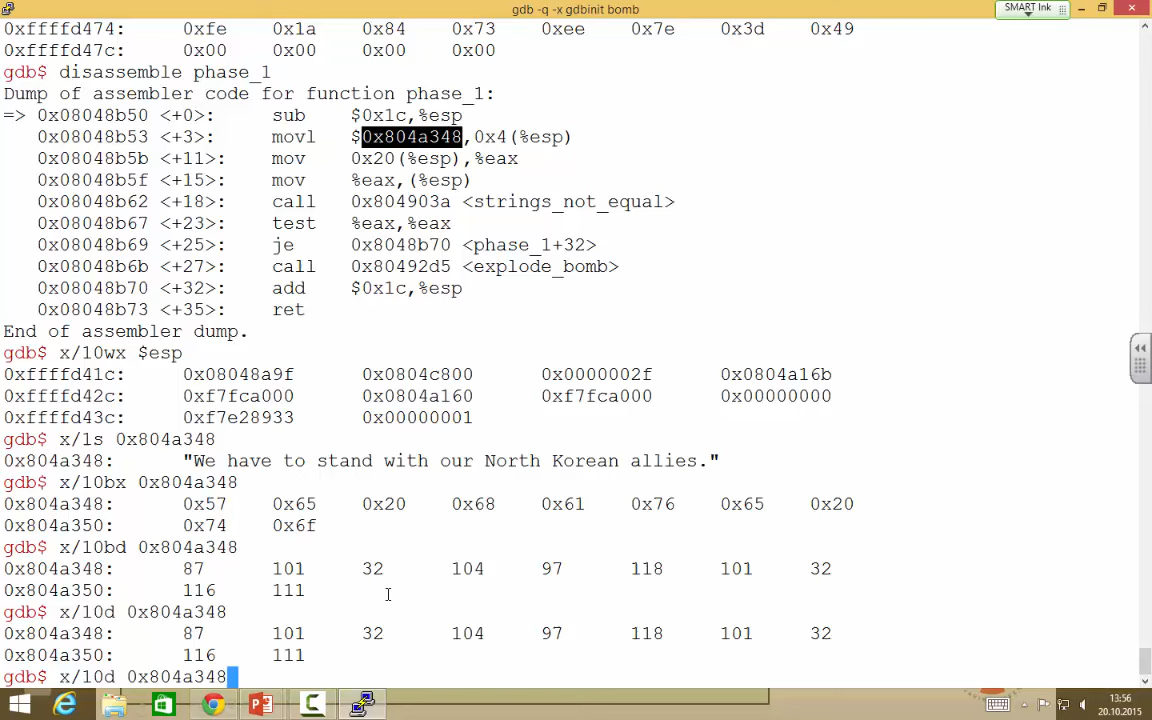 gdb -q -x gdbinit bomb
SMART Ink
0xffffd474: 0xfe 0x1a 0x84 0x73 0xee 0x7e 0x3d 0x49
0xffffd47c: 0x00 0x00 0x00 0x00
gdb$ disassemble phase_1
Dump of assembler code for function phase_1:
=> 0x08048b50 <+0>: sub $0x1c,%esp
0x08048b53 <+3>: movl $0x804a348,0x4(%esp)
0x08048b5b <+11>: mov 0x20(%esp),%eax
0x08048b5f <+15>: mov %eax,(%esp)
0x08048b62 <+18>: call 0x804903a <strings_not_equal>
0x08048b67 <+23>: test %eax,%eax
0x08048b69 <+25>: je 0x8048b70 <phase_1+32>
0x08048b6b <+27>: call 0x80492d5 <explode_bomb>
0x08048b70 <+32>: add $0x1c,%esp
0x08048b73 <+35>: ret
End of assembler dump.
gdb$ x/10wx $esp
0xffffd41c: 0x08048a9f 0x0804c800 0x0000002f 0x0804a16b
0xffffd42c: 0xf7fca000 0x0804a160 0xf7fca000 0x00000000
0xffffd43c: 0xf7e28933 0x00000001
gdb$ x/1s 0x804a348
0x804a348: "We have to stand with our North Korean allies."
gdb$ x/10bx 0x804a348
0x804a348: 0x57 0x65 0x20 0x68 0x61 0x76 0x65 0x20
0x804a350: 0x74 0x6f
gdb$ x/10bd 0x804a348
0x804a348: 87 101 32 104 97 118 101 32
0x804a350: 116 111
gdb$ x/10d 0x804a348
0x804a348: 87 101 32 104 97 118 101 32
0x804a350: 116 111
gdb$ x/10d 0x804a348
13:56
20.10.2015